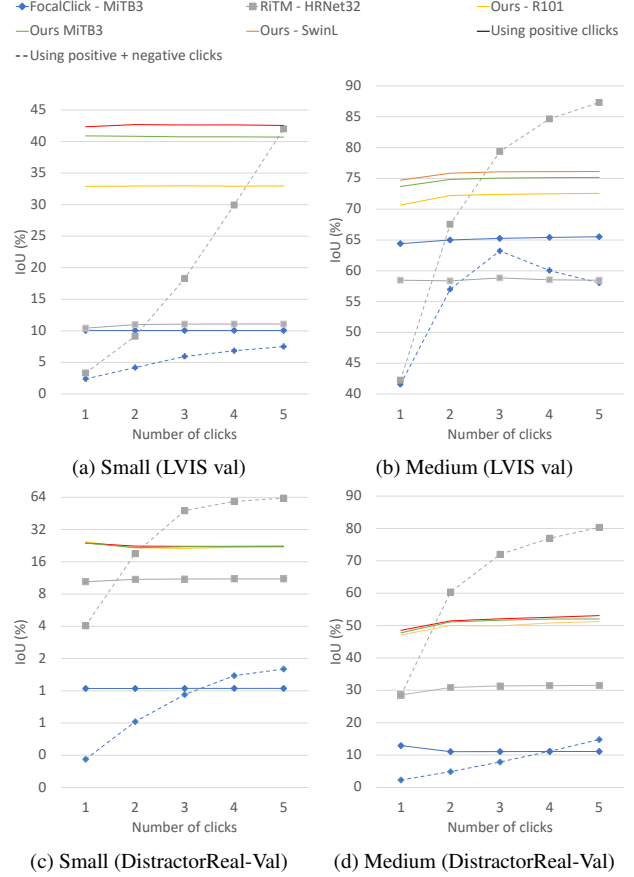 FocalClick - MiTB3 RiTM - HRNet32 Ours - R101
Ours MiTB3 Ours - SwinL Using positive cllicks
Using positive + negative clicks
45
40
35
30
25
20
15
10
5
0
IoU (%)
1 2 3 4 5
Number of clicks
(a) Small (LVIS val)
90
85
80
75
70
65
60
55
50
45
40
IoU (%)
1 2 3 4 5
Number of clicks
(b) Medium (LVIS val)
64
32
16
8
4
2
1
1
0
0
IoU (%)
1 2 3 4 5
Number of clicks
(c) Small (DistractorReal-Val)
90
80
70
60
50
40
30
20
10
0
IoU (%)
1 2 3 4 5
Number of clicks
(d) Medium (DistractorReal-Val)